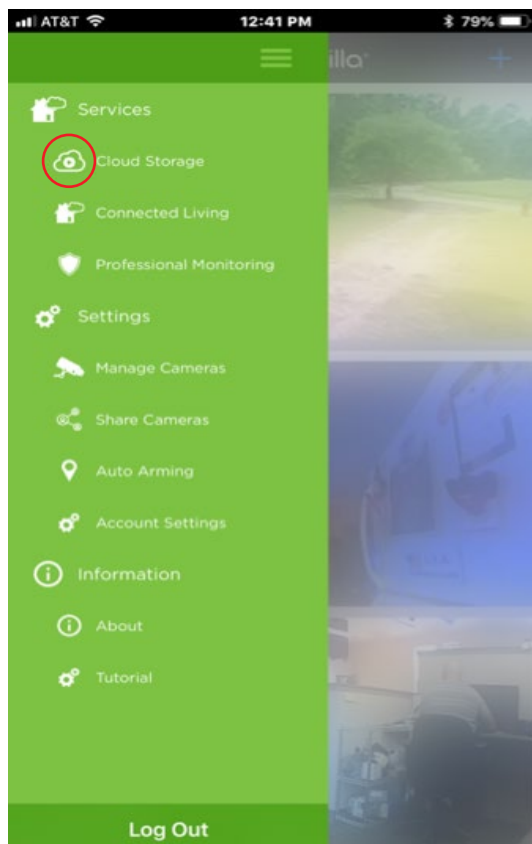 AT&T 12:41 PM 79%
illa
Services
Cloud Storage
Connected Living
Professional Monitoring
Settings
Manage Cameras
Share Cameras
Auto Arming
Account Settings
Information
About
Tutorial
Log Out